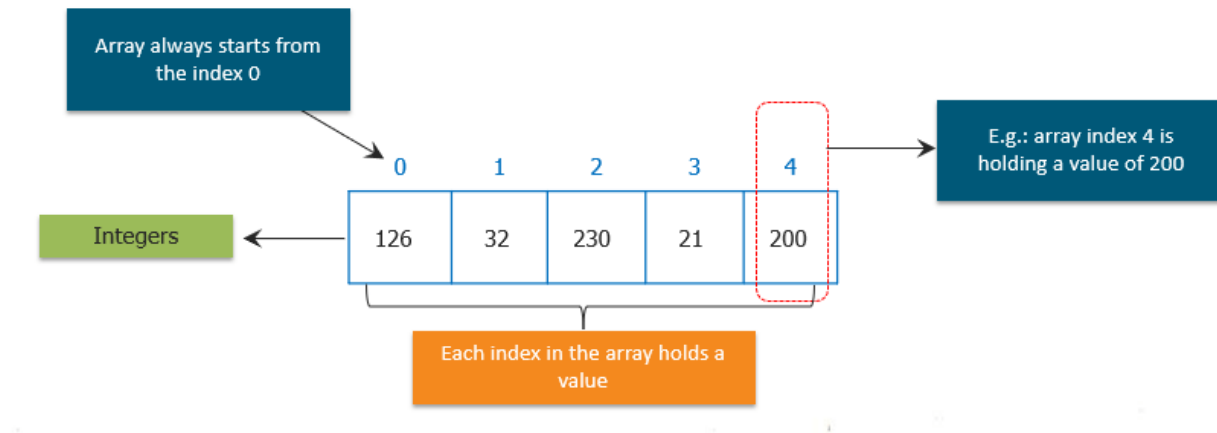 Array always starts from
the index 0
E.g.: array index 4 is
holding a value of 200
0 1 2 3 4
Integers
126 32 230 21 200
Each index in the array holds a
value